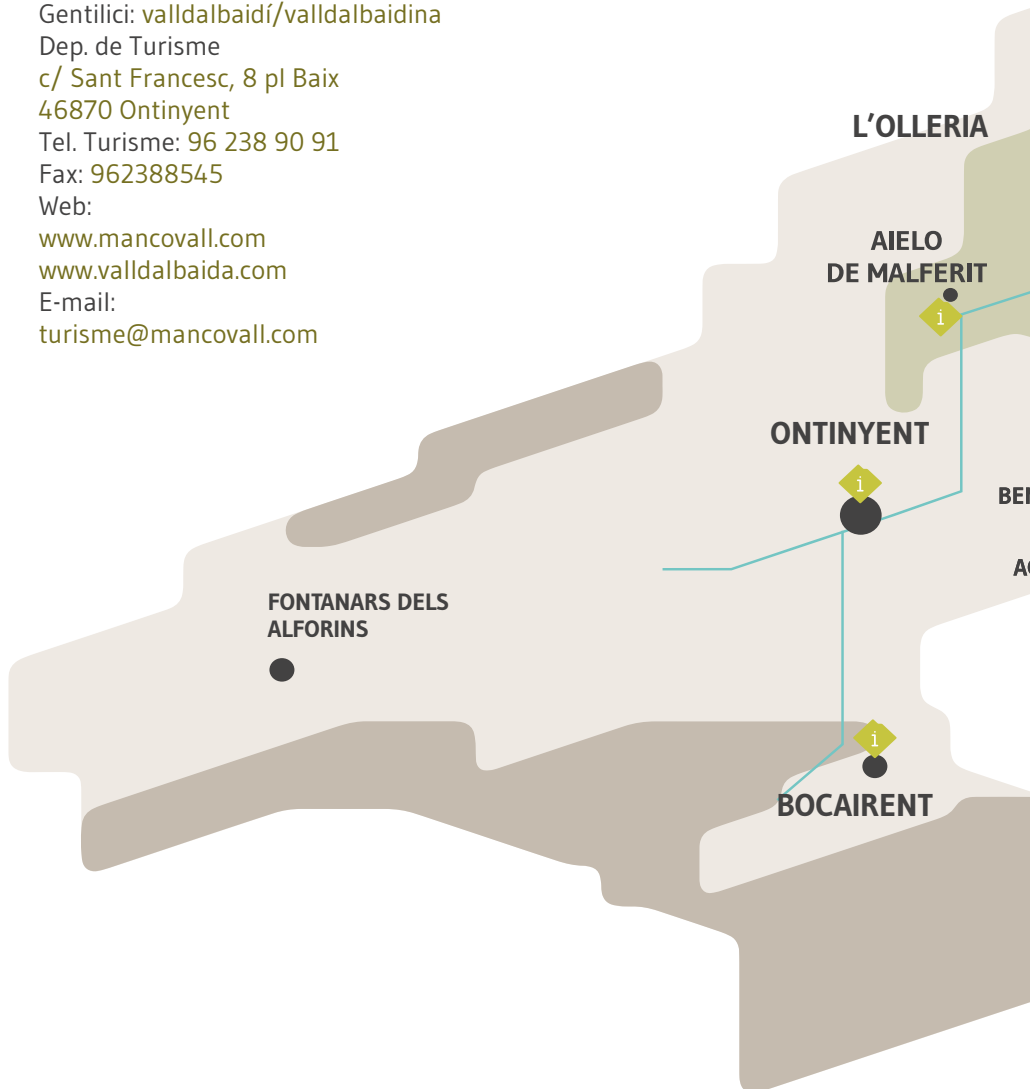 Gentilici: valldalbaidí/valldalbaidina
Dep. de Turisme
c/ Sant Francesc, 8 pl Baix
46870 Ontinyent
Tel. Turisme: 96 238 90 91
Fax: 962388545
Web:
www.mancovall.com
www.valldalbaida.com
E-mail:
turisme@mancovall.com
L'OLLERIA
AIELO
DE MALFERIT
i
ONTINYENT
i
FONTANARS DELS
ALFORINS
i
BOCAIRENT